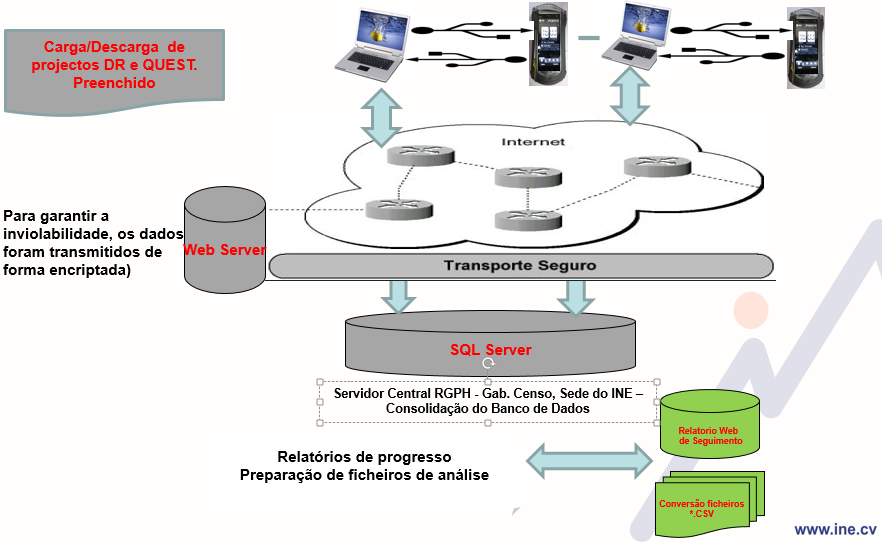 Carga/Descarga de
projectos DR e QUEST.
Preenchido
Internet
Para garantir a
inviolabilidade, os dados
foram transmitidos de
forma encriptada)
Web Server
Transporte Seguro
SQL Server
Servidor Central RGPH - Gab. Censo, Sede do INE –
Consolidação do Banco de Dados
Relatorio Web
de Seguimento
Relatórios de progresso
Preparação de ficheiros de análise
Conversão ficheiros
*.CSV
www.ine.cv